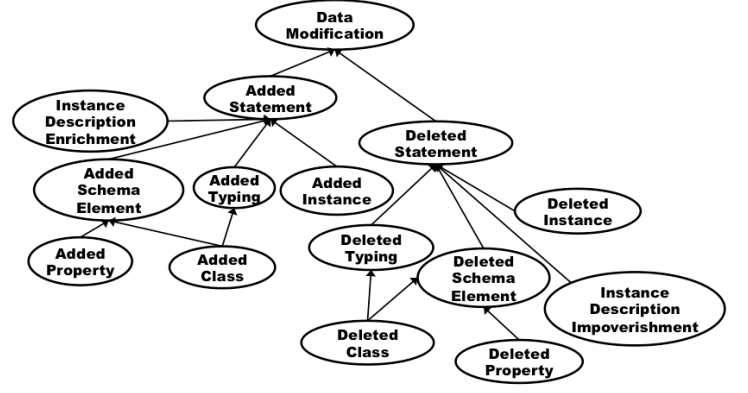 Data
Modification
Added
Statement
Instance
Description
Enrichment
Deleted
Statement
Added
Schema
Element
Added
Typing
Added
Instance
Deleted
Instance
Added
Property
Added
Class
Deleted
Typing
Deleted
Schema
Element
Instance
Description
Impoverishment
Deleted
Class
Deleted
Property